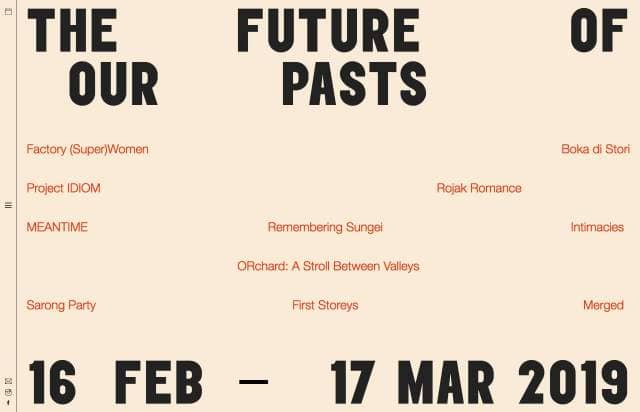 THE FUTURE OF
OUR PASTS
Factory (Super)Women Boka di Stori
Project IDIOM Rojak Romance
MEANTIME Remembering Sungei Intimacies
ORchard: A Stroll Between Valleys
Sarong Party First Storeys Merged
16 FEB — 17 MAR 2019